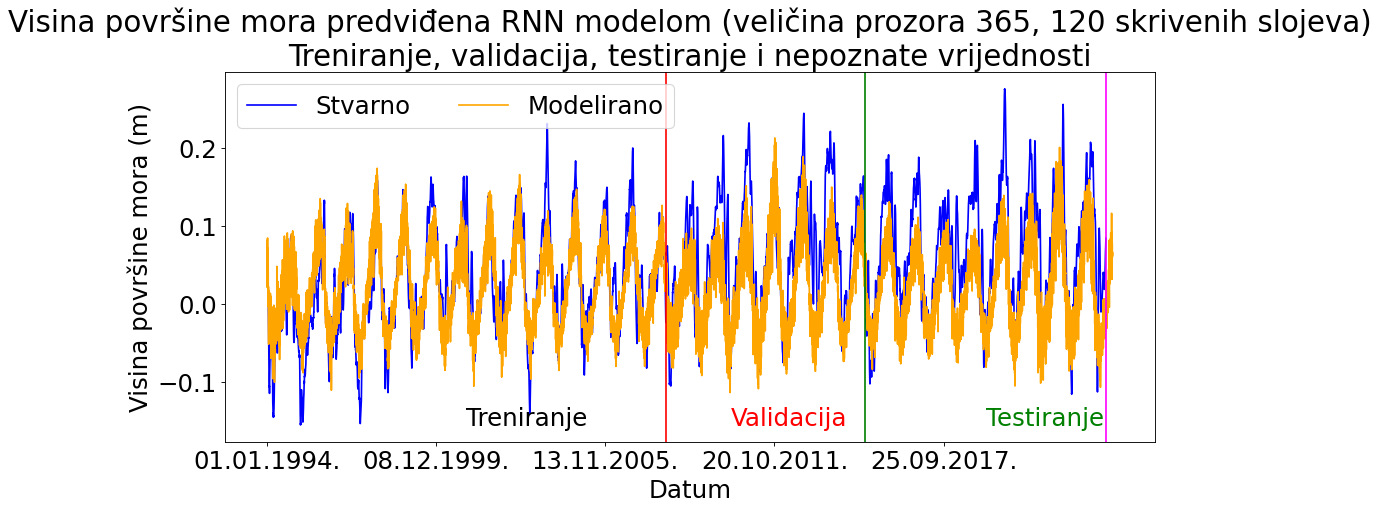 Visina površine mora predviđena RNN modelom (veličina prozora 365, 120 skrivenih slojeva)
Treniranje, validacija, testiranje i nepoznate vrijednosti
Stvarno
Modelirano
Visina površine mora (m)
0.2
0.1
0.0
−0.1
Treniranje
Validacija
Testiranje
01.01.1994.
08.12.1999.
13.11.2005.
20.10.2011.
25.09.2017.
Datum